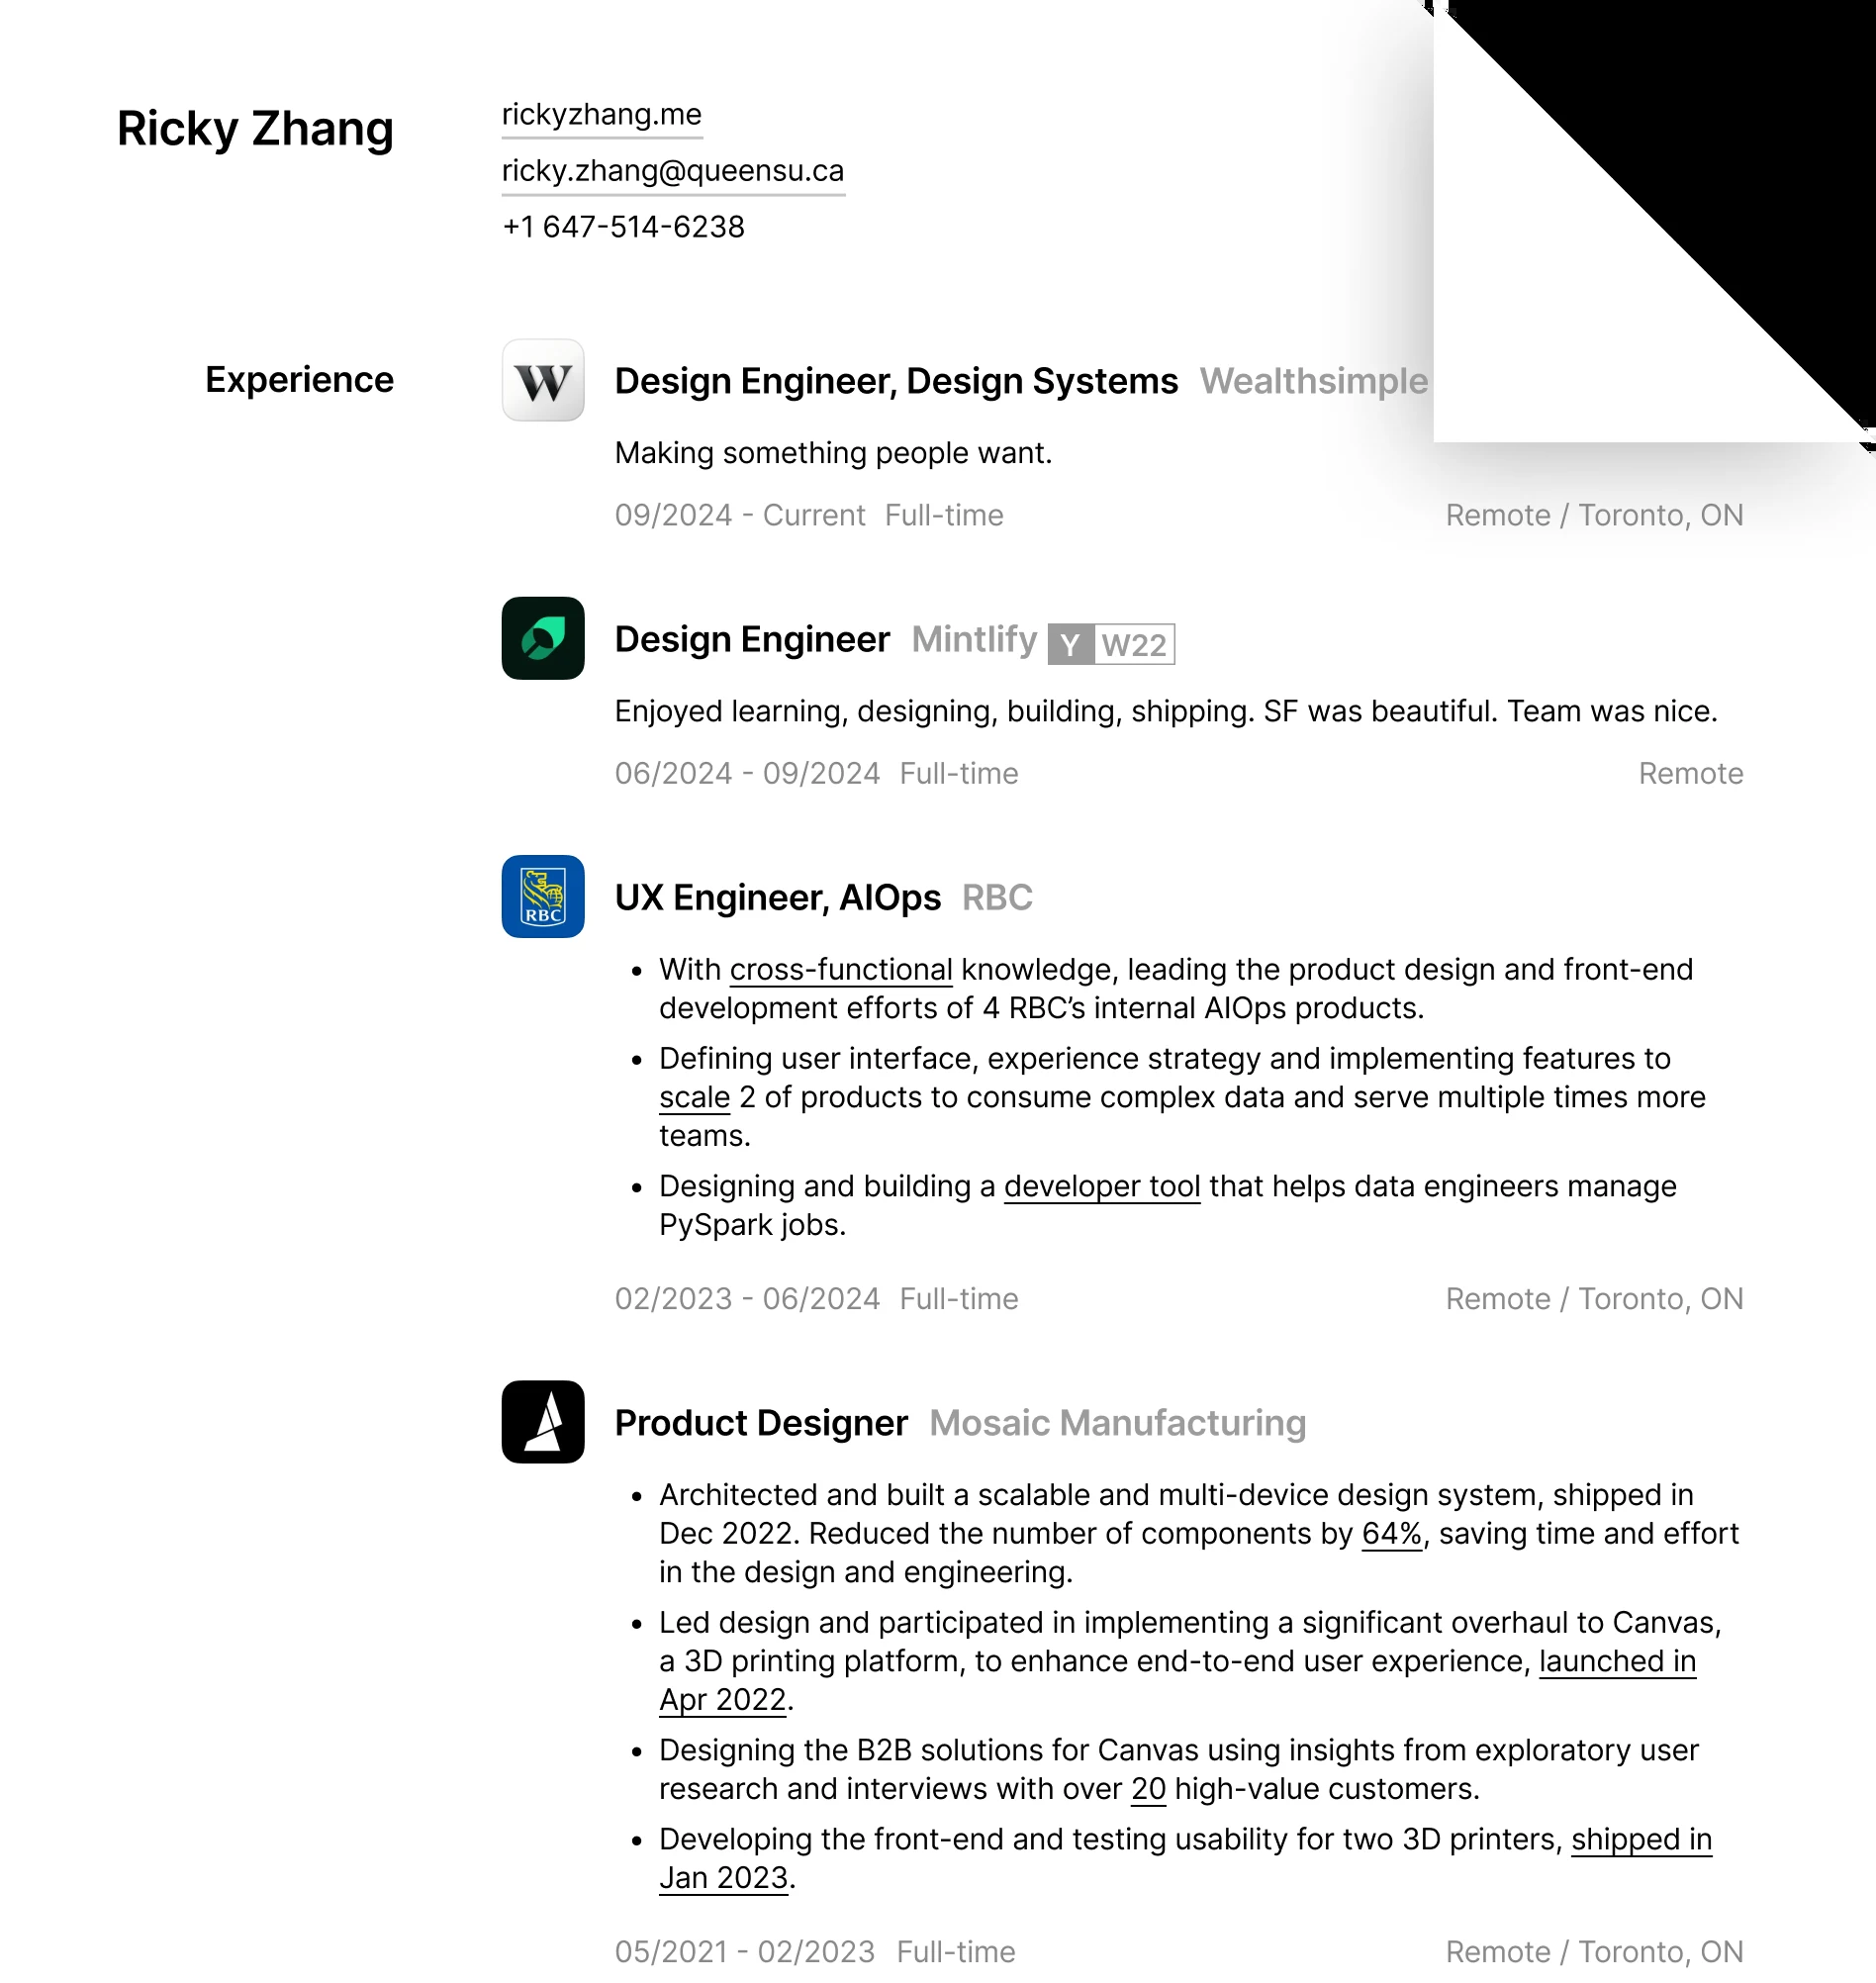 Ricky Zhang
rickyzhang.me
ricky.zhang@queensu.ca
+1 647-514-6238
Experience
W
Design Engineer, Design Systems Wealthsimple
Making something people want.
09/2024 - Current Full-time Remote / Toronto, ON
Design Engineer Mintlify Y W22
Enjoyed learning, designing, building, shipping. SF was beautiful. Team was nice.
06/2024 - 09/2024 Full-time Remote
RBC
UX Engineer, AIOps RBC
• With cross-functional knowledge, leading the product design and front-end
development efforts of 4 RBC’s internal AIOps products.
• Defining user interface, experience strategy and implementing features to
scale 2 of products to consume complex data and serve multiple times more
teams.
• Designing and building a developer tool that helps data engineers manage
PySpark jobs.
02/2023 - 06/2024 Full-time Remote / Toronto, ON
Product Designer Mosaic Manufacturing
• Architected and built a scalable and multi-device design system, shipped in
Dec 2022. Reduced the number of components by 64%, saving time and effort
in the design and engineering.
• Led design and participated in implementing a significant overhaul to Canvas,
a 3D printing platform, to enhance end-to-end user experience, launched in
Apr 2022.
• Designing the B2B solutions for Canvas using insights from exploratory user
research and interviews with over 20 high-value customers.
• Developing the front-end and testing usability for two 3D printers, shipped in
Jan 2023.
05/2021 - 02/2023 Full-time Remote / Toronto, ON